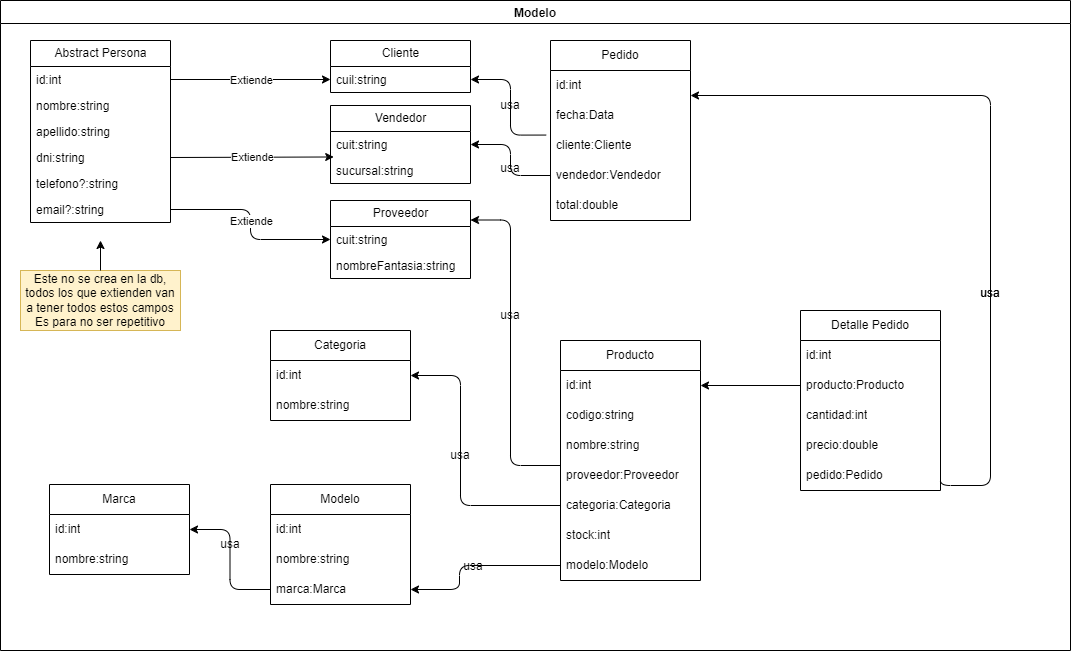 Modelo
Abstract Persona
id:int
nombre:string
apellido:string
dni:string
telefono?:string
email?:string
Extiende
Extiende
Extiende
Este no se crea en la db,
todos los que extienden van
a tener todos estos campos
Es para no ser repetitivo
Cliente
cuil:string
Vendedor
cuit:string
sucursal:string
Proveedor
cuit:string
nombreFantasia:string
usa
usa
Pedido
id:int
fecha:Data
cliente:Cliente
vendedor:Vendedor
total:double
usa
usa
Categoria
id:int
nombre:string
usa
Producto
id:int
codigo:string
nombre:string
proveedor:Proveedor
categoria:Categoria
stock:int
modelo:Modelo
Detalle Pedido
id:int
producto:Producto
cantidad:int
precio:double
pedido:Pedido
Marca
id:int
nombre:string
usa
Modelo
id:int
nombre:string
marca:Marca
usa